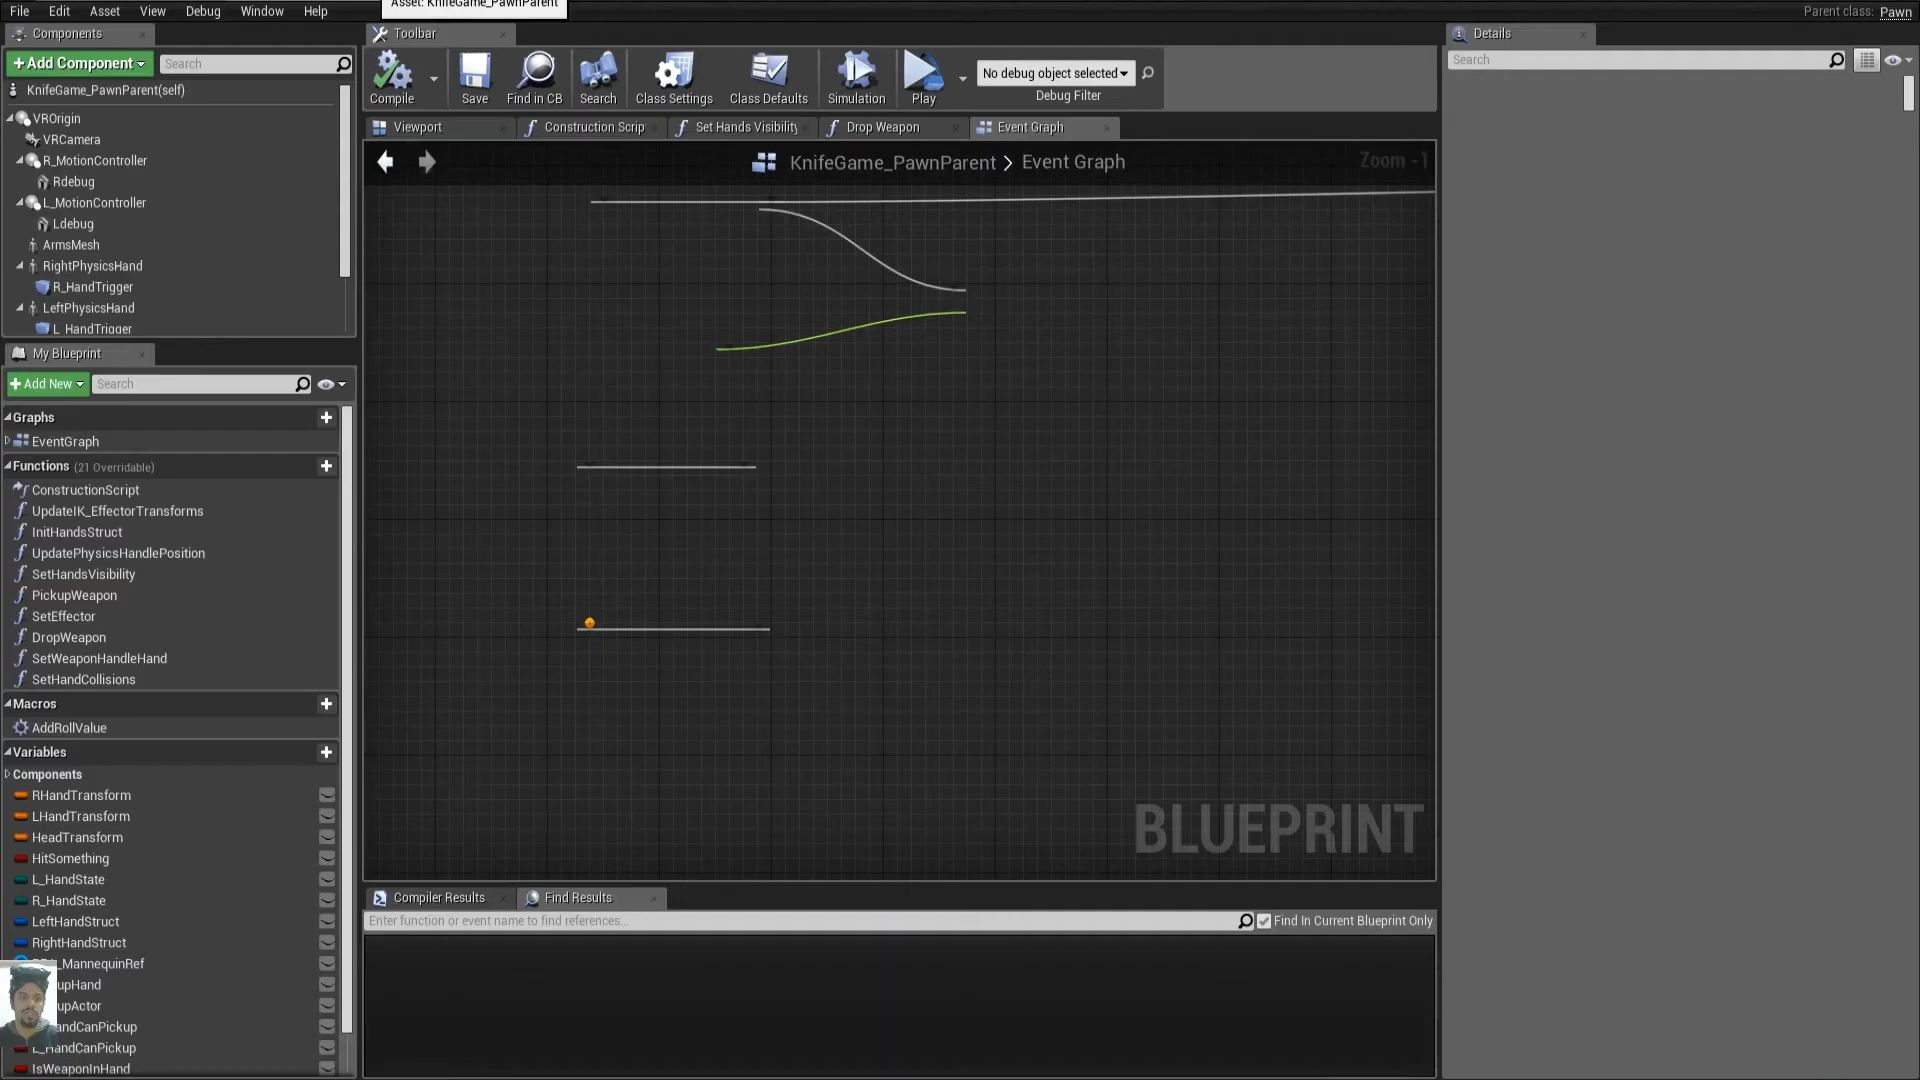 File Edit Asset View Debug Window Help
Asset: KnifeGame_PawnParent
Parent class: Pawn
Components
+Add Component
Search
KnifeGame_PawnParent(self)
VROrigin
VRCamera
R_MotionController
Rdebug
L_MotionController
Ldebug
ArmsMesh
RightPhysicsHand
R_HandTrigger
LeftPhysicsHand
L_HandTrigger
My Blueprint
+Add New
Search
Graphs
EventGraph
Functions (21 Overridable)
ConstructionScript
UpdateIK_EffectorTransforms
InitHandsStruct
UpdatePhysicsHandlePosition
SetHandsVisibility
PickupWeapon
SetEffector
DropWeapon
SetWeaponHandleHand
SetHandCollisions
Macros
AddRollValue
Variables
Components
RHandTransform
LHandTransform
HeadTransform
HitSomething
L_HandState
R_HandState
LeftHandStruct
RightHandStruct
_MannequinRef
upHand
upActor
andCanPickup
L_HandCanPickup
IsWeaponInHand
Toolbar
Compile
Save
Find in CB
Search
Class Settings
Class Defaults
Simulation
Play
No debug object selected
Debug Filter
Viewport
Construction Scrip
Set Hands Visibility
Drop Weapon
Event Graph
KnifeGame_PawnParent > Event Graph
Zoom -1
BLUEPRINT
Compiler Results
Find Results
Enter function or event name to find references...
Find In Current Blueprint Only
Details
Search